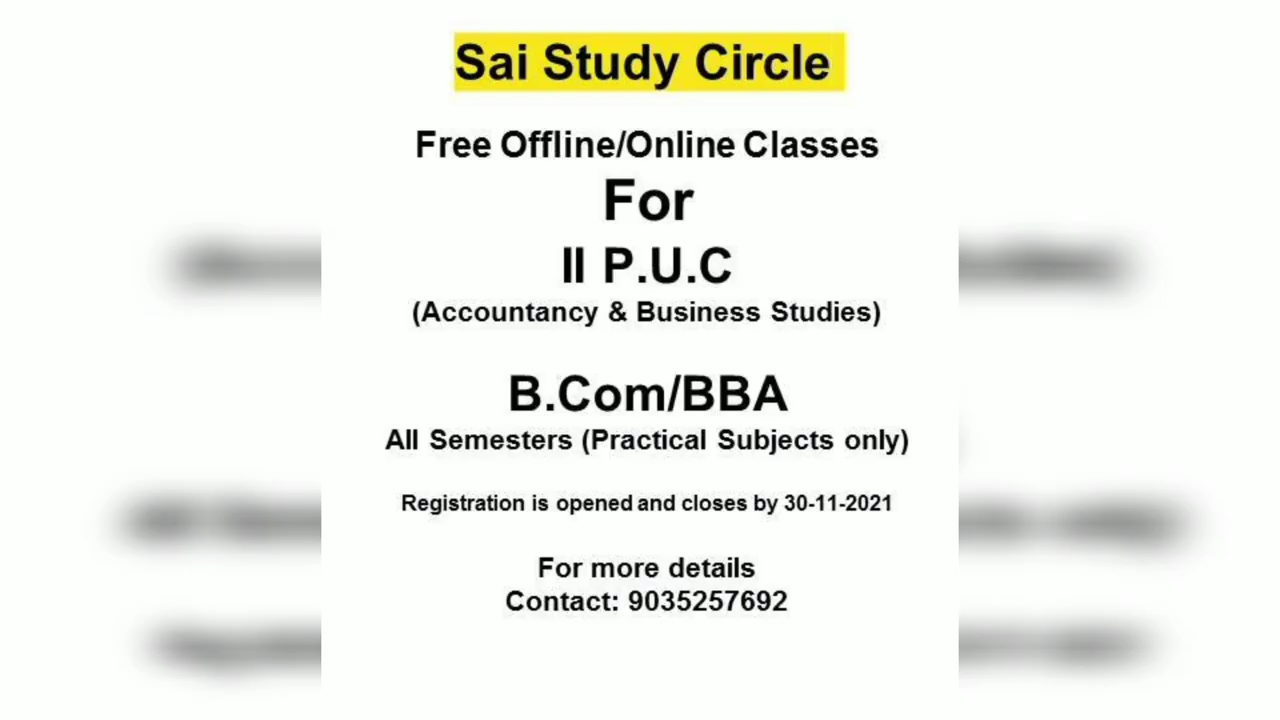 Sai Study Circle
Free Offline/Online Classes
For
II P.U.C
(Accountancy & Business Studies)
B.Com/BBA
All Semesters (Practical Subjects only)
Registration is opened and closes by 30-11-2021
For more details
Contact: 9035257692